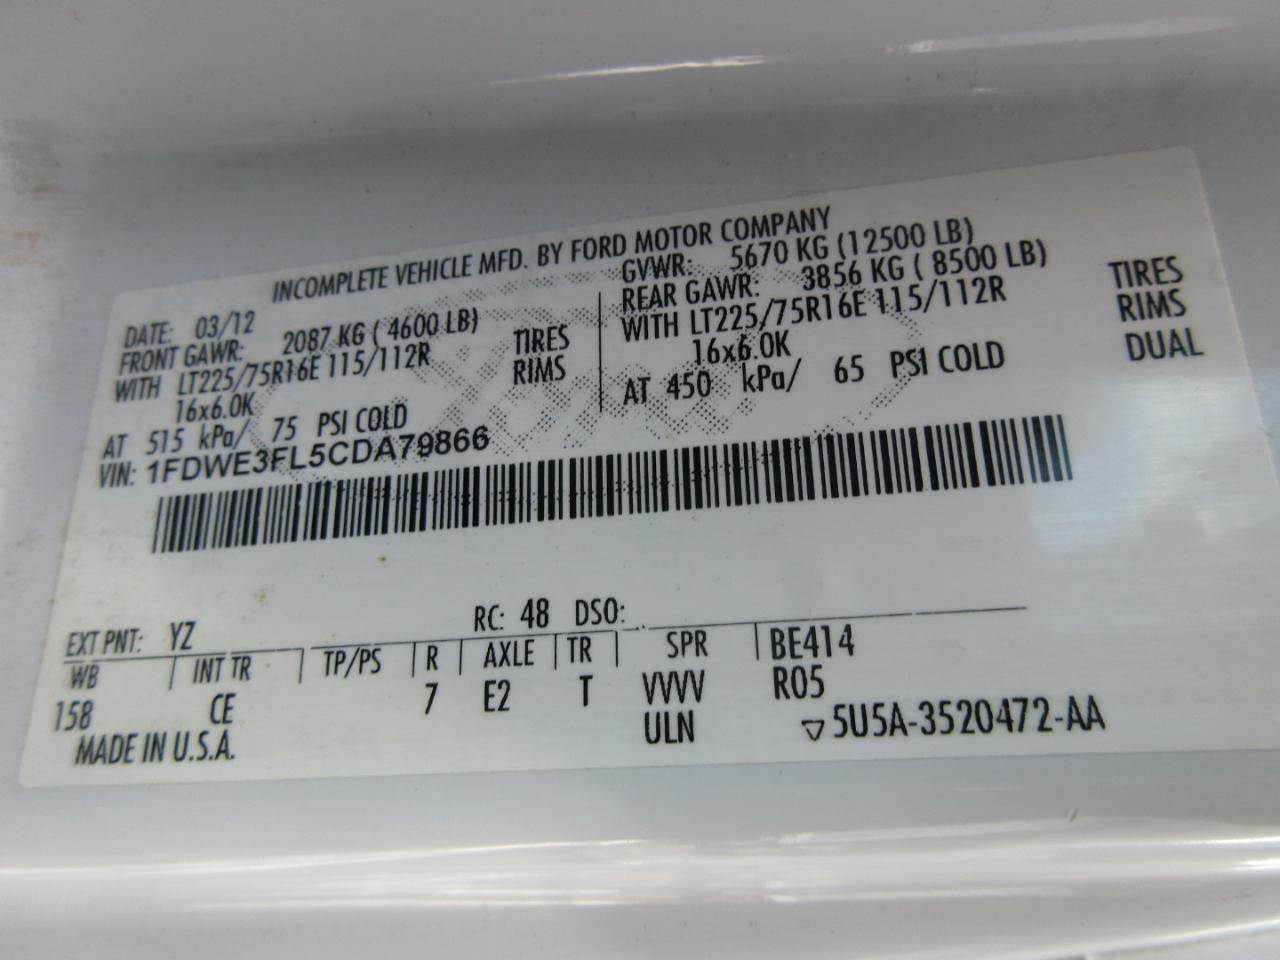 INCOMPLETE VEHICLE MFD. BY FORD MOTOR COMPANY
DATE: 03/12
GVWR: 5670 KG (12500 LB)
FRONT GAWR: 2087 KG ( 4600 LB)
REAR GAWR: 3856 KG ( 8500 LB)
WITH LT225/75R16E 115/112R TIRES
WITH LT225/75R16E 115/112R TIRES
16x6.0K RIMS
16x6.0K RIMS
AT 515 kPa/ 75 PSI COLD
AT 450 kPa/ 65 PSI COLD DUAL
VIN: 1FDWE3FL5CDA79866
EXT PNT: YZ RC: 48 DSO:
WB INT TR TP/PS R AXLE TR SPR BE414
158 CE 7 E2 T VVVV R05
MADE IN U.S.A. ULN ▽5U5A-3520472-AA